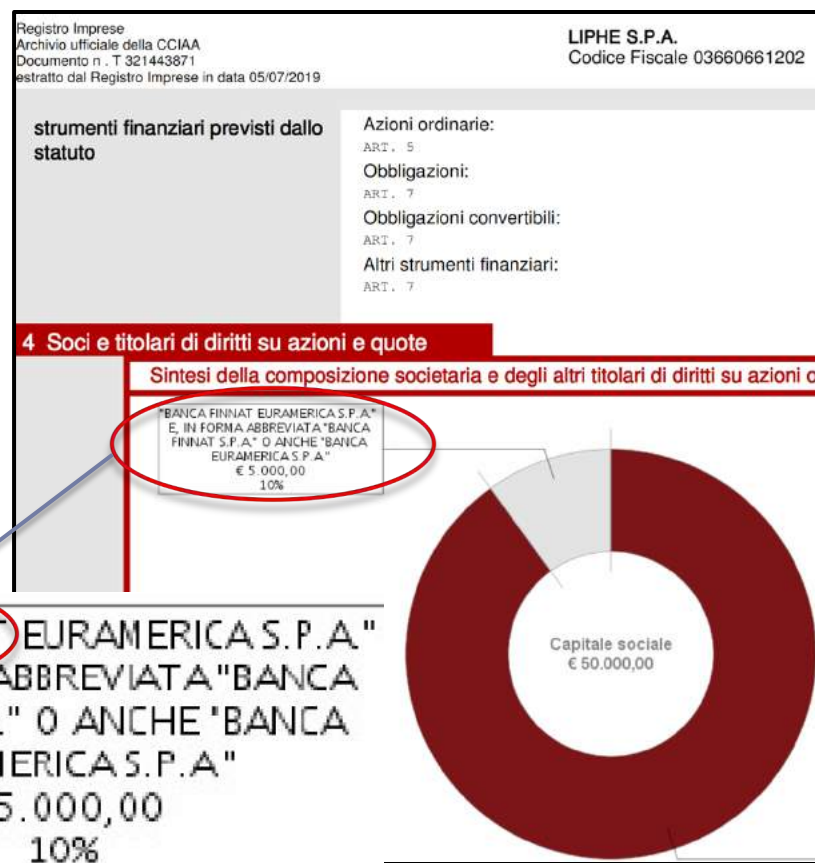 Registro Imprese
Archivio ufficiale della CCIAA
Documento n . T 321443871
estratto dal Registro Imprese in data 05/07/2019
LIPHE S.P.A.
Codice Fiscale 03660661202
strumenti finanziari previsti dallo
statuto
Azioni ordinarie:
ART. 5
Obbligazioni:
ART. 7
Obbligazioni convertibili:
ART. 7
Altri strumenti finanziari:
ART. 7
4 Soci e titolari di diritti su azioni e quote
Sintesi della composizione societaria e degli altri titolari di diritti su azioni o
"BANCA FINNAT EURAMERICA S.P.A."
E, IN FORMA ABBREVIATA "BANCA
FINNAT S.P.A." O ANCHE "BANCA
EURAMERICA S.P.A"
€ 5.000,00
10%
Capitale sociale
€ 50.000,00
EURAMERICA S.P.A."
ABBREVIATA "BANCA
" O ANCHE "BANCA
ERICA S.P.A"
5.000,00
10%